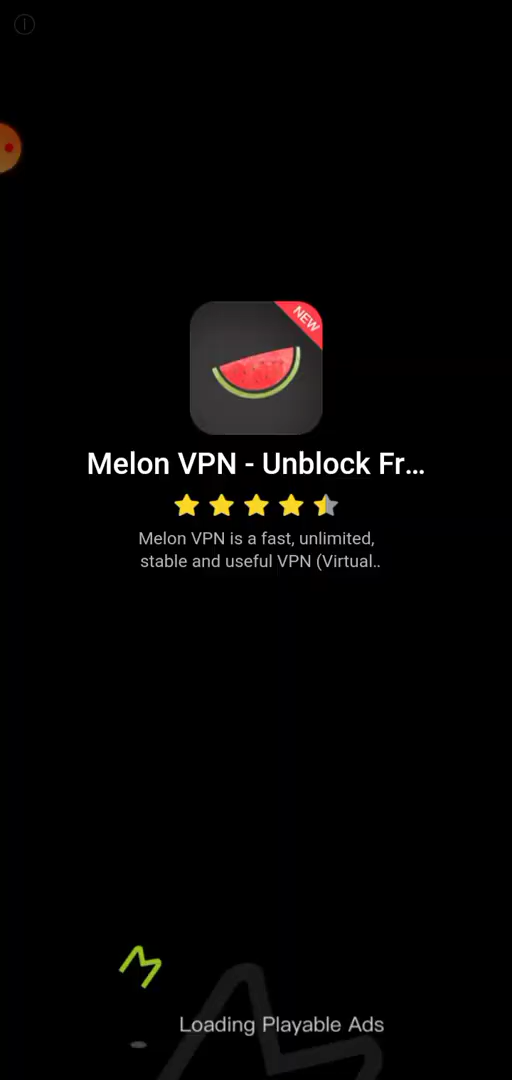 NEW
Melon VPN - Unblock Fr...
Melon VPN is a fast, unlimited,
stable and useful VPN (Virtual..
Loading Playable Ads